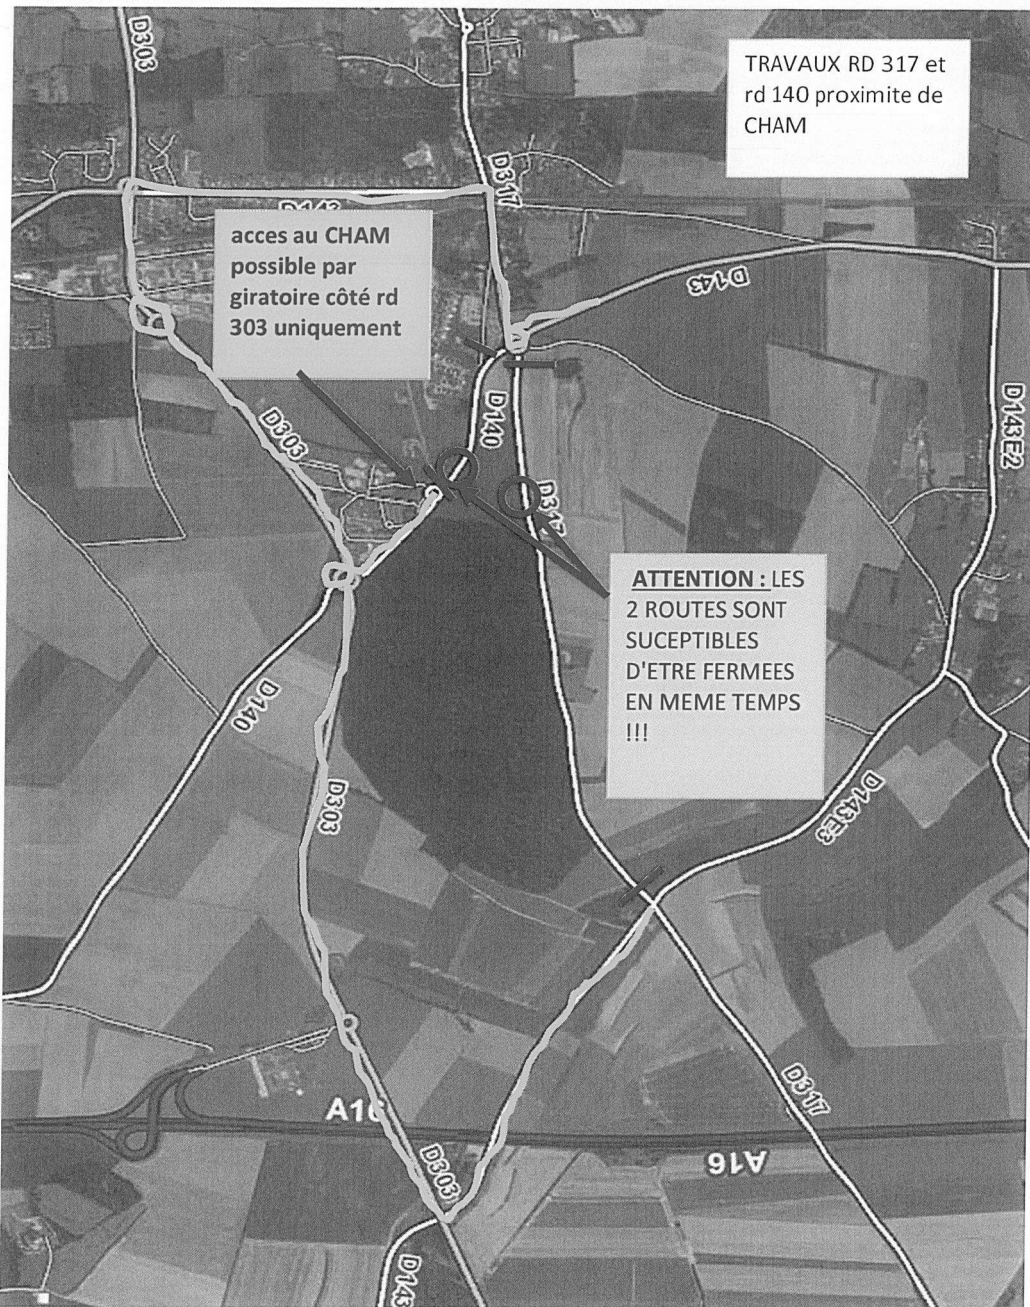 D303
TRAVAUX RD 317 et
rd 140 proximite de
CHAM
D317
D143
acces au CHAM
possible par
giratoire côté rd
303 uniquement
D143
D143E2
D303
D140
D317
ATTENTION : LES
2 ROUTES SONT
SUCEPTIBLES
D'ETRE FERMEES
EN MEME TEMPS
!!!
D140
D303
D143E3
D317
A16
A16
D303
D143